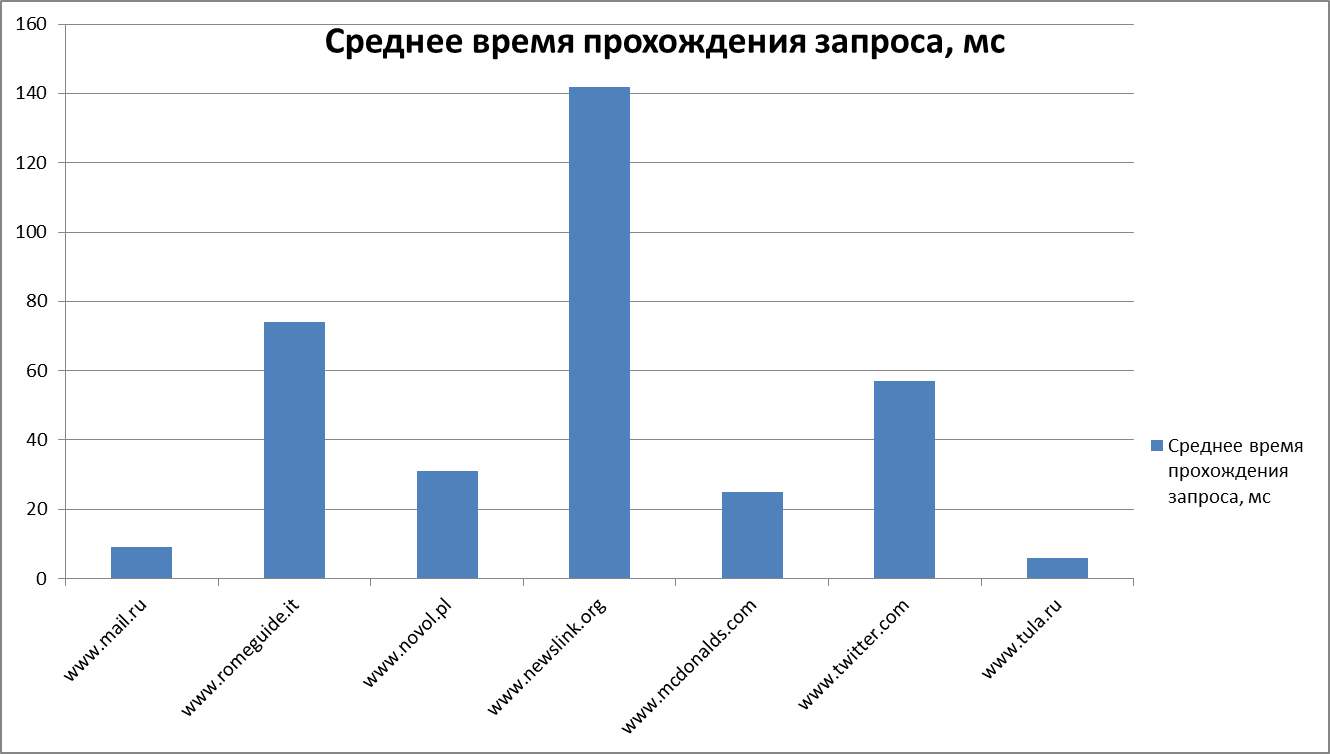 Среднее время прохождения запроса, мс
160
140
120
100
80
60
40
20
0
www.mail.ru
www.romeguide.it
www.novol.pl
www.newslink.org
www.mcdonalds.com
www.twitter.com
www.tula.ru
Среднее время
прохождения
запроса, мс